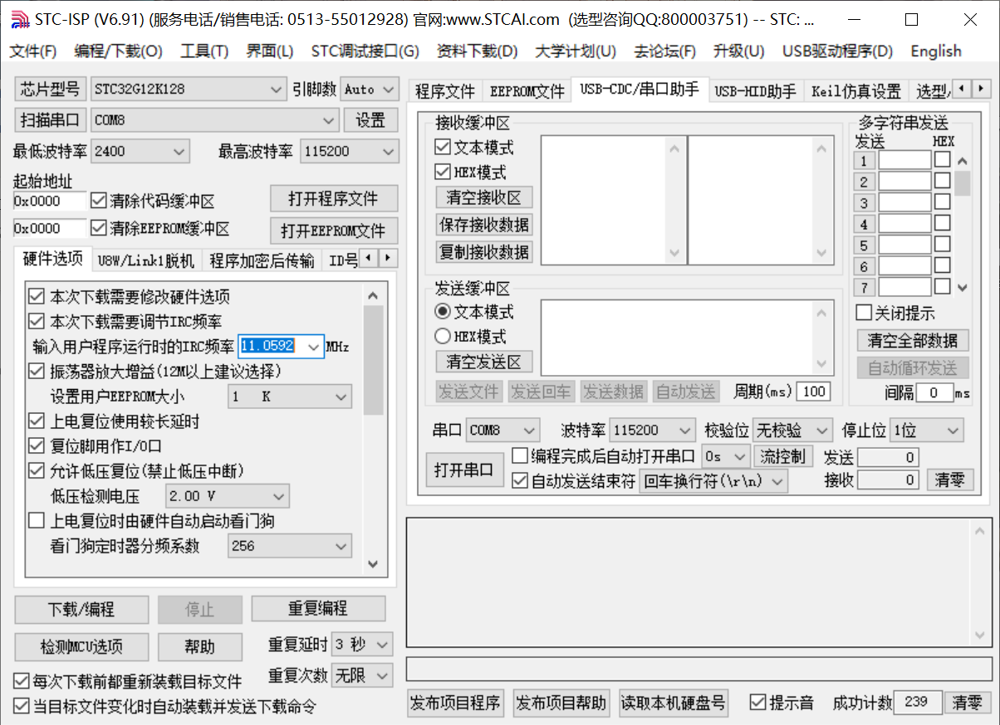 STC-ISP (V6.91) (服务电话/销售电话: 0513-55012928) 官网:www.STCAI.com  (选型咨询QQ:800003751) -- STC: ...
文件(F) 编程/下载(O) 工具(T) 界面(L) STC调试接口(G) 资料下载(D) 大学计划(U) 去论坛(F) 升级(U) USB驱动程序(D) English
芯片型号 STC32G12K128 引脚数 Auto
扫描串口 COM8 设置
最低波特率 2400 最高波特率 115200
起始地址
0x0000 清除代码缓冲区 打开程序文件
0x0000 清除EEPROM缓冲区 打开EEPROM文件
硬件选项 U8W/Link1脱机 程序加密后传输 ID号
本次下载需要修改硬件选项
本次下载需要调节IRC频率
输入用户程序运行时的IRC频率 11.0592 MHz
振荡器放大增益(12M以上建议选择)
设置用户EEPROM大小 1 K
上电复位使用较长延时
复位脚用作I/O口
允许低压复位(禁止低压中断)
低压检测电压 2.00 V
上电复位时由硬件自动启动看门狗
看门狗定时器分频系数 256
下载/编程 停止 重复编程
检测MCU选项 帮助 重复延时 3 秒
重复次数 无限
每次下载前都重新装载目标文件
当目标文件变化时自动装载并发送下载命令
程序文件 EEPROM文件 USB-CDC/串口助手 USB-HID助手 Keil仿真设置 选型/
接收缓冲区
文本模式
HEX模式
清空接收区
保存接收数据
复制接收数据
发送缓冲区
文本模式
HEX模式
清空发送区
发送文件 发送回车 发送数据 自动发送 周期(ms) 100
多字符串发送
发送 HEX
1
2
3
4
5
6
7
关闭提示
清空全部数据
自动循环发送
间隔 0 ms
串口 COM8 波特率 115200 校验位 无校验 停止位 1位
打开串口 编程完成后自动打开串口 0s 流控制 发送 0
自动发送结束符 回车换行符(\r\n) 接收 0 清零
发布项目程序 发布项目帮助 读取本机硬盘号 提示音 成功计数 239 清零